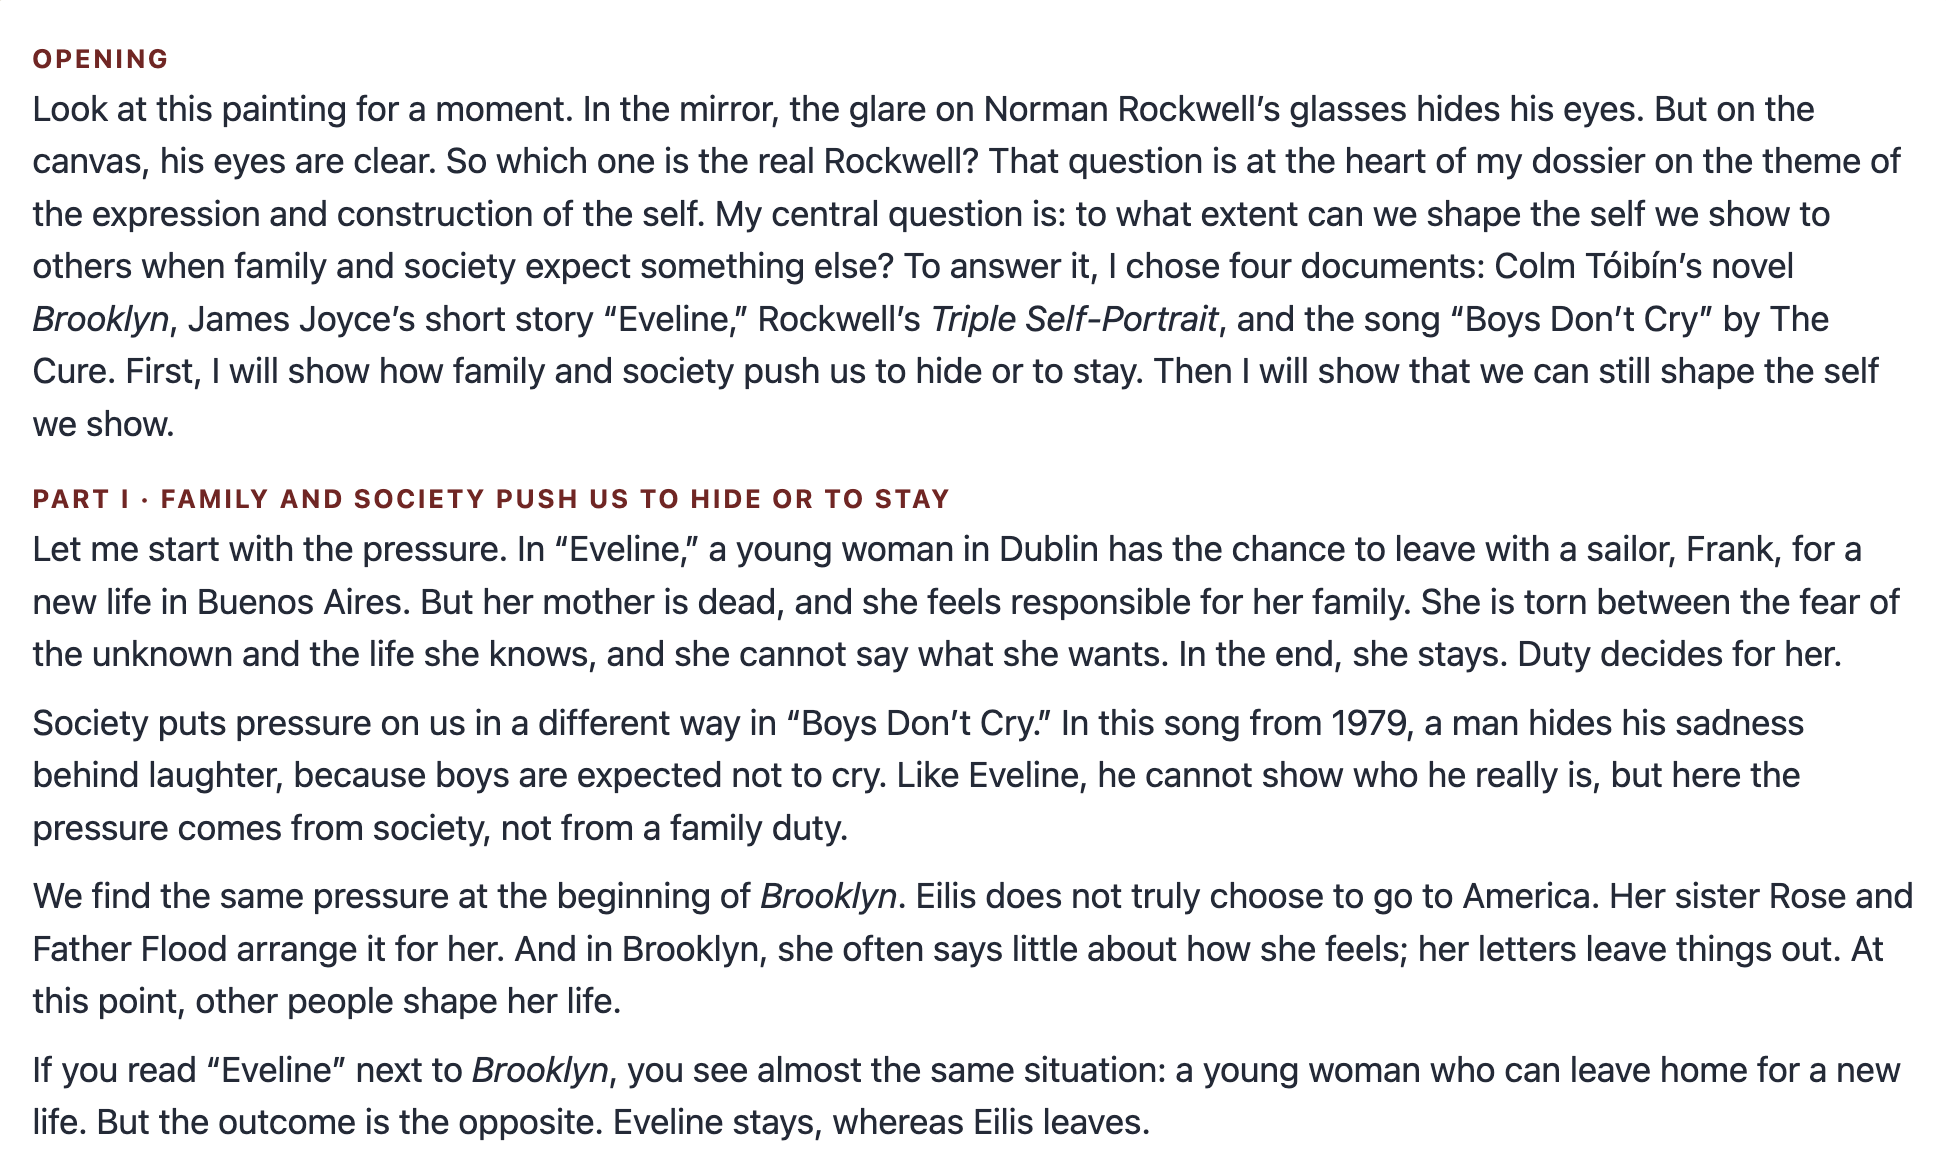 OPENING
Look at this painting for a moment. In the mirror, the glare on Norman Rockwell’s glasses hides his eyes. But on the
canvas, his eyes are clear. So which one is the real Rockwell? That question is at the heart of my dossier on the theme of
the expression and construction of the self. My central question is: to what extent can we shape the self we show to
others when family and society expect something else? To answer it, I chose four documents: Colm Tóibín’s novel
Brooklyn, James Joyce’s short story “Eveline,” Rockwell’s Triple Self-Portrait, and the song “Boys Don’t Cry” by The
Cure. First, I will show how family and society push us to hide or to stay. Then I will show that we can still shape the self
we show.
PART I · FAMILY AND SOCIETY PUSH US TO HIDE OR TO STAY
Let me start with the pressure. In “Eveline,” a young woman in Dublin has the chance to leave with a sailor, Frank, for a
new life in Buenos Aires. But her mother is dead, and she feels responsible for her family. She is torn between the fear of
the unknown and the life she knows, and she cannot say what she wants. In the end, she stays. Duty decides for her.
Society puts pressure on us in a different way in “Boys Don’t Cry.” In this song from 1979, a man hides his sadness
behind laughter, because boys are expected not to cry. Like Eveline, he cannot show who he really is, but here the
pressure comes from society, not from a family duty.
We find the same pressure at the beginning of Brooklyn. Eilis does not truly choose to go to America. Her sister Rose and
Father Flood arrange it for her. And in Brooklyn, she often says little about how she feels; her letters leave things out. At
this point, other people shape her life.
If you read “Eveline” next to Brooklyn, you see almost the same situation: a young woman who can leave home for a new
life. But the outcome is the opposite. Eveline stays, whereas Eilis leaves.